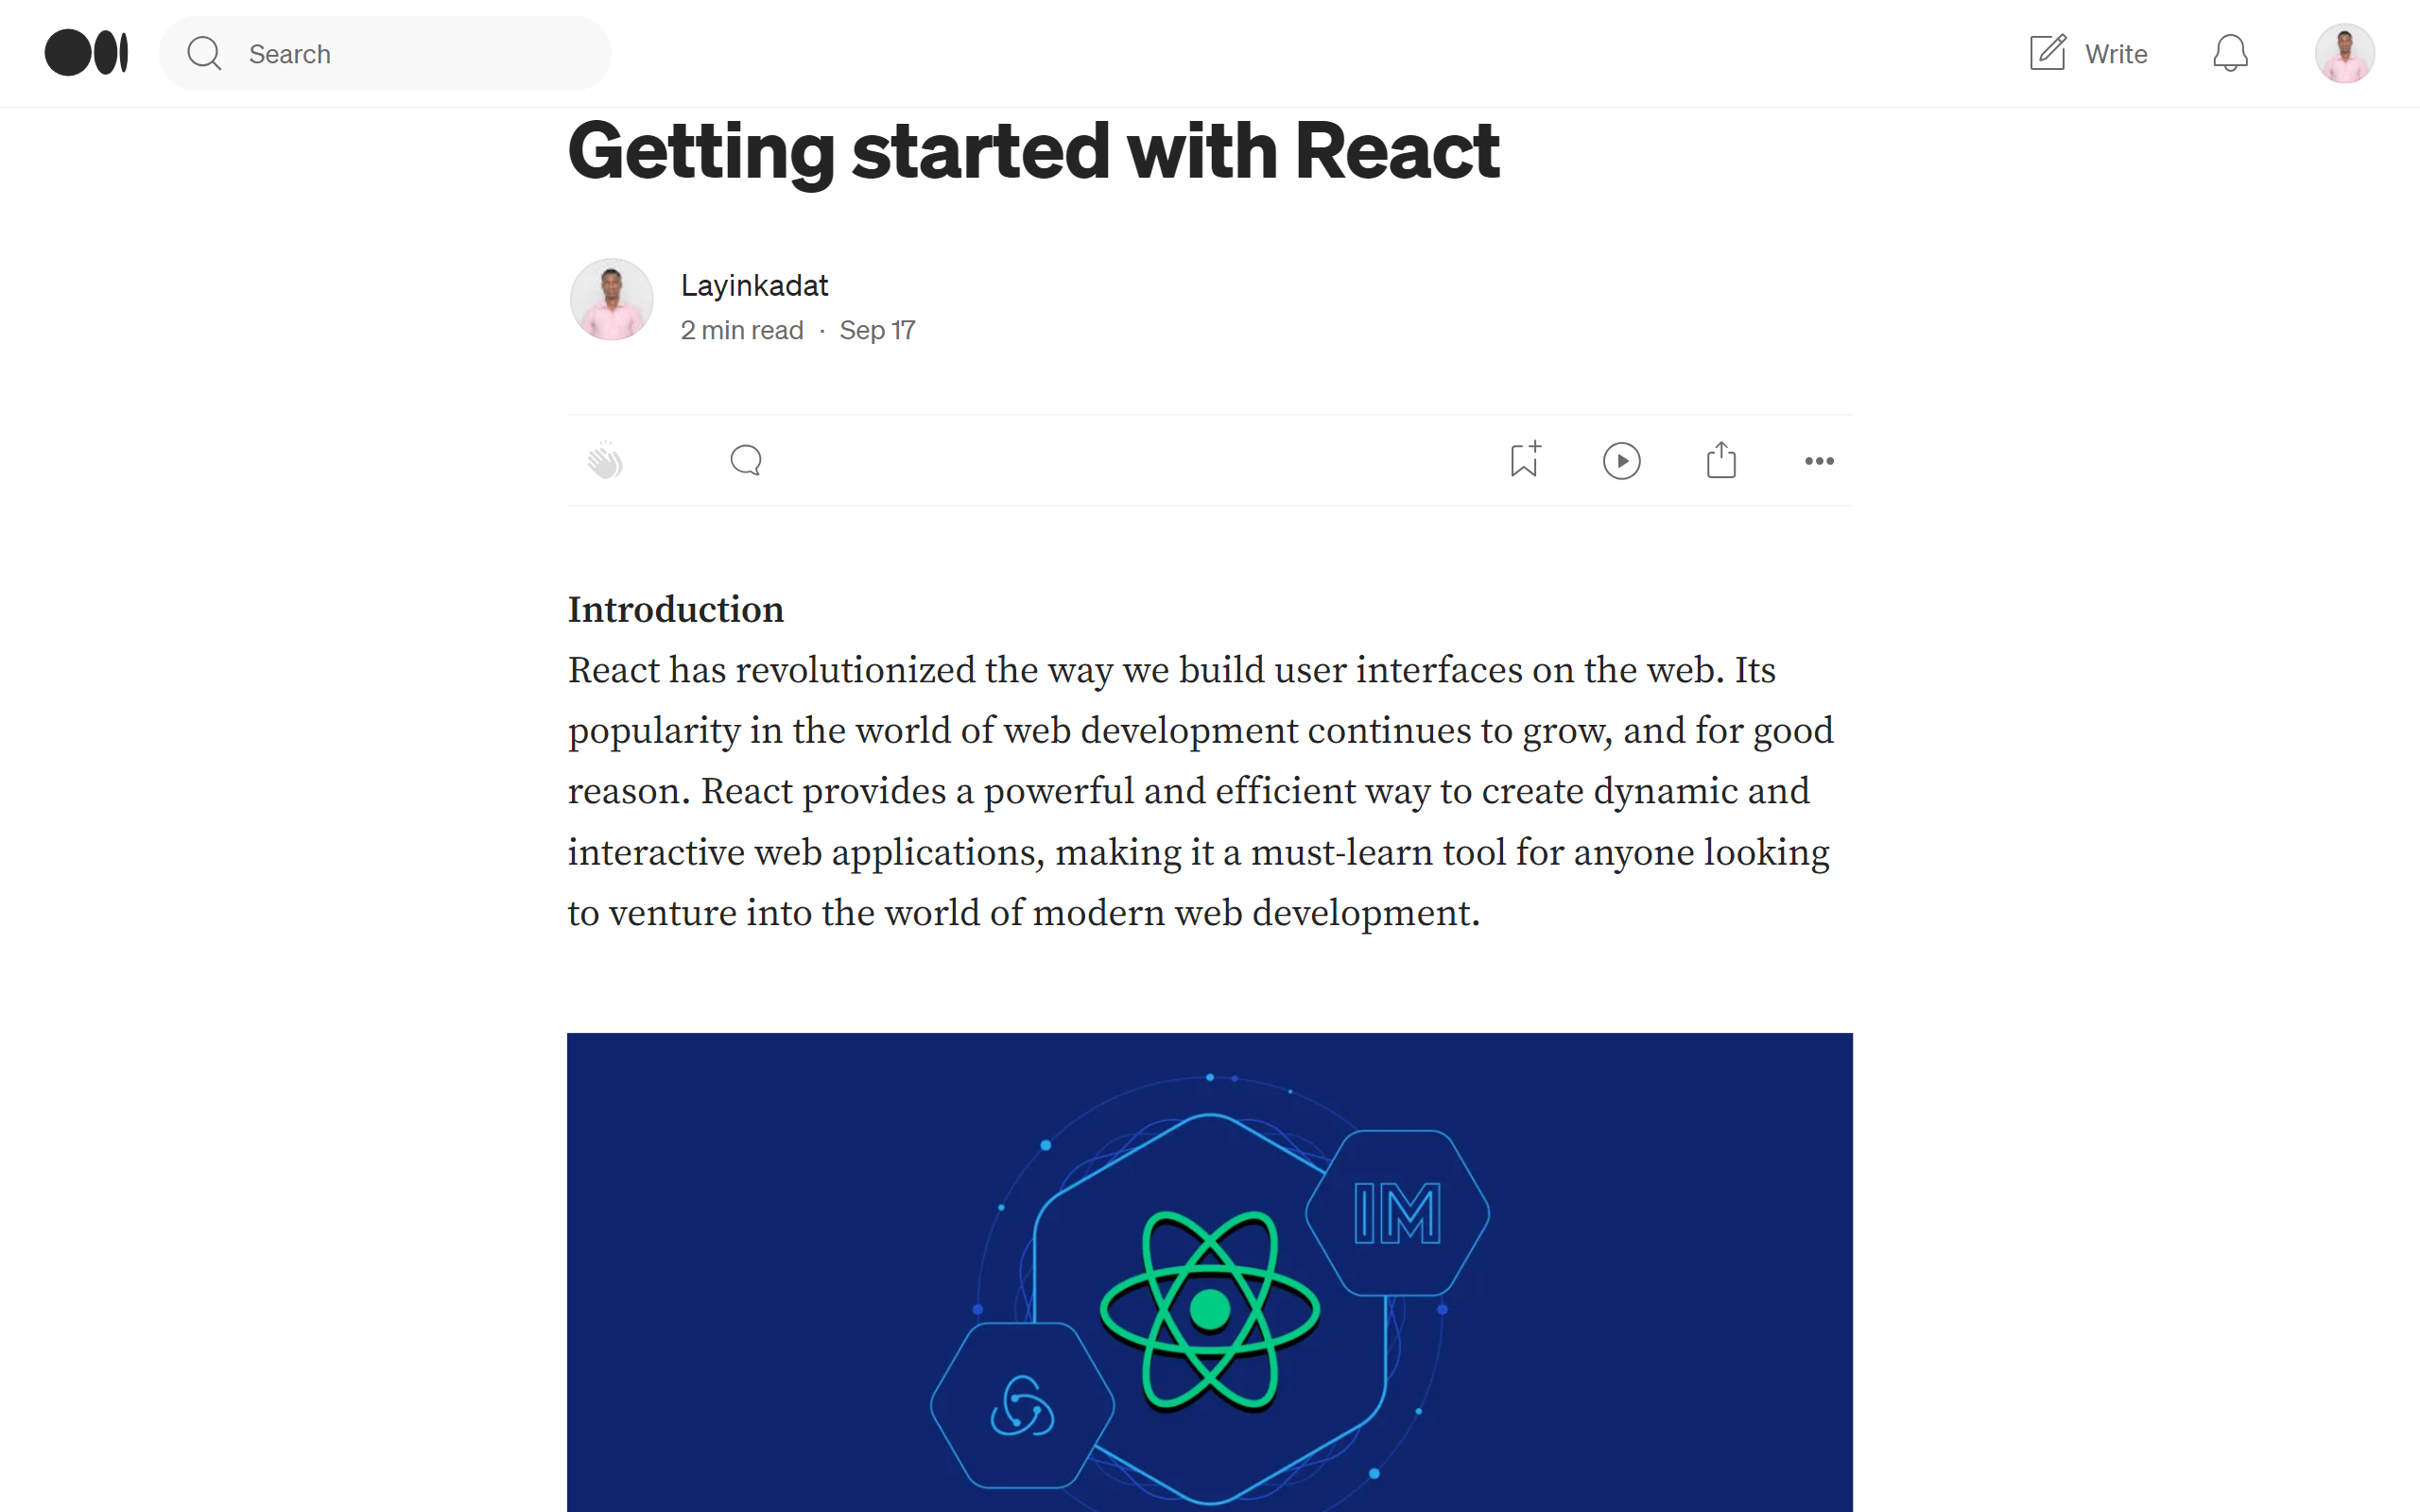 Search
Write
Getting started with React
Layinkadat
2 min read · Sep 17
Introduction
React has revolutionized the way we build user interfaces on the web. Its
popularity in the world of web development continues to grow, and for good
reason. React provides a powerful and efficient way to create dynamic and
interactive web applications, making it a must-learn tool for anyone looking
to venture into the world of modern web development.
IM